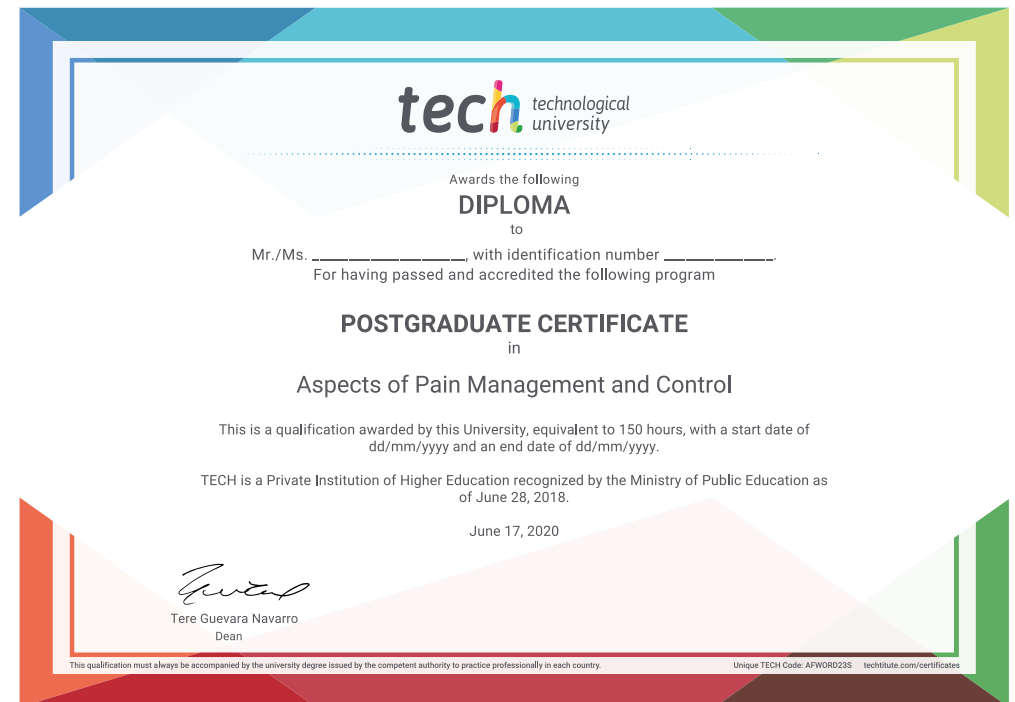 tech technological
university
Awards the following
DIPLOMA
to
Mr./Ms. __________________, with identification number _____________.
For having passed and accredited the following program
POSTGRADUATE CERTIFICATE
in
Aspects of Pain Management and Control
This is a qualification awarded by this University, equivalent to 150 hours, with a start date of
dd/mm/yyyy and an end date of dd/mm/yyyy.
TECH is a Private Institution of Higher Education recognized by the Ministry of Public Education as
of June 28, 2018.
June 17, 2020
Tere Guevara Navarro
Dean
This qualification must always be accompanied by the university degree issued by the competent authority to practice professionally in each country.
Unique TECH Code: AFWORD23S techtitute.com/certificates